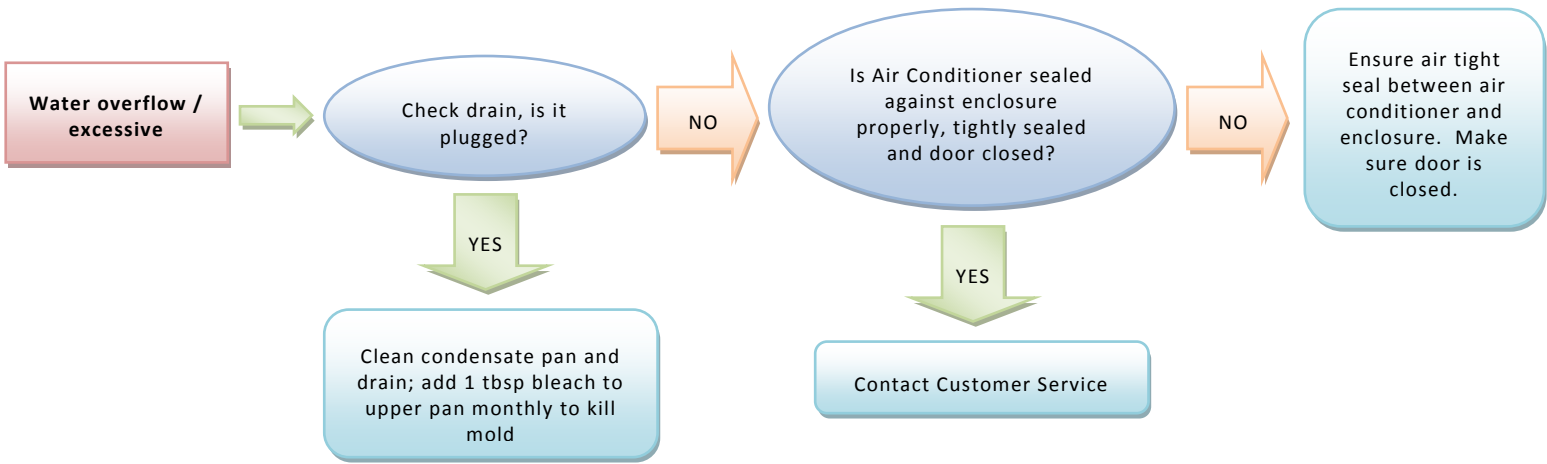 Water overflow /
excessive
Check drain, is it
plugged?
NO
Is Air Conditioner sealed
against enclosure
properly, tightly sealed
and door closed?
NO
Ensure air tight
seal between air
conditioner and
enclosure.  Make
sure door is
closed.
YES
Clean condensate pan and
drain; add 1 tbsp bleach to
upper pan monthly to kill
mold
YES
Contact Customer Service